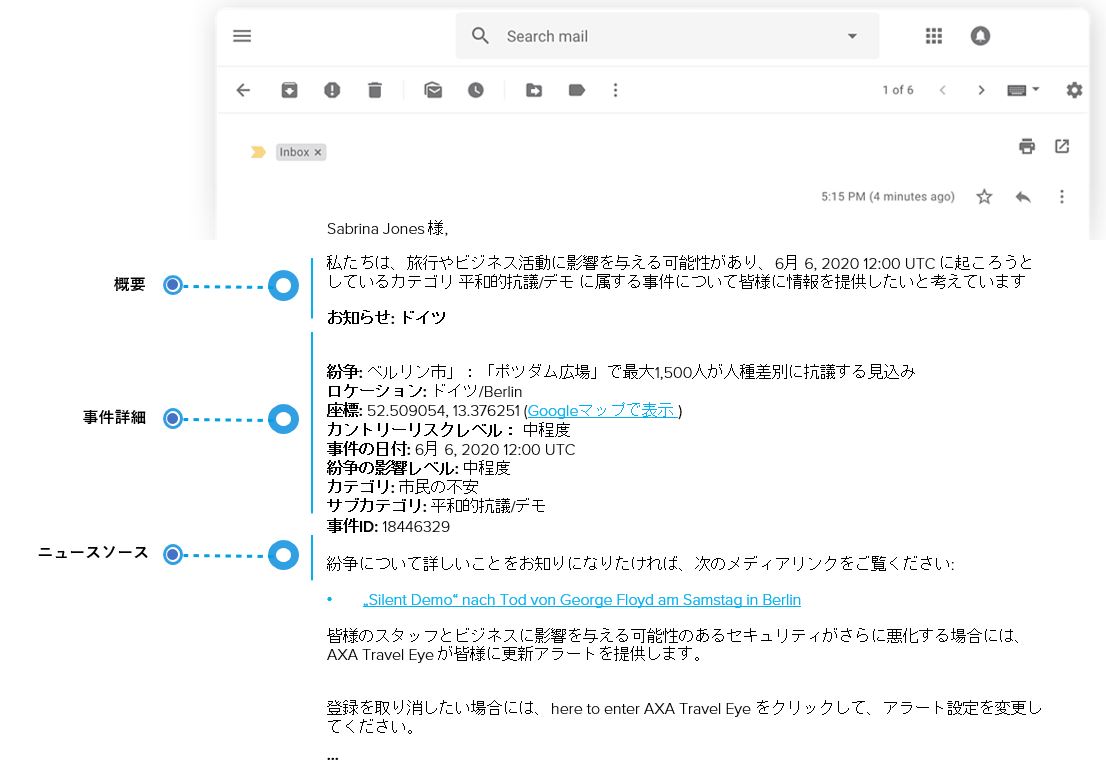 Search mail
1 of 6
Inbox ×
5:15 PM (4 minutes ago)
Sabrina Jones 様,
概要
私たちは、旅行やビジネス活動に影響を与える可能性があり、6月 6, 2020 12:00 UTC に起ころうと
しているカテゴリ 平和的抗議/デモ に属する事件について皆様に情報を提供したいと考えています
お知らせ: ドイツ
事件詳細
紛争: ベルリン市」：「ポツダム広場」で最大1,500人が人種差別に抗議する見込み
ロケーション: ドイツ/Berlin
座標: 52.509054, 13.376251 (Googleマップで表示 )
カントリーリスクレベル： 中程度
事件の日付: 6月 6, 2020 12:00 UTC
紛争の影響レベル: 中程度
カテゴリ: 市民の不安
サブカテゴリ: 平和的抗議/デモ
事件ID: 18446329
ニュースソース
紛争について詳しいことをお知りになりたければ、次のメディアリンクをご覧ください:
• „Silent Demo“ nach Tod von George Floyd am Samstag in Berlin
皆様のスタッフとビジネスに影響を与える可能性のあるセキュリティがさらに悪化する場合には、
AXA Travel Eye が皆様に更新アラートを提供します。
登録を取り消したい場合には、here to enter AXA Travel Eye をクリックして、アラート設定を変更し
てください。
...